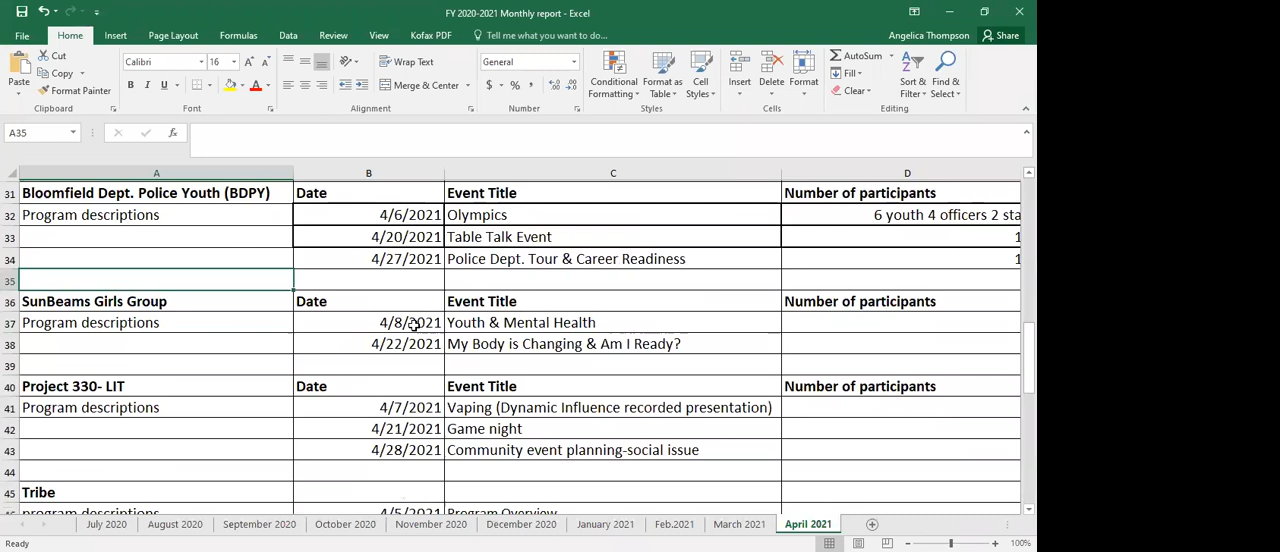 FY 2020-2021 Monthly report - Excel
File Home Insert Page Layout Formulas Data Review View Kofax PDF Tell me what you want to do... Angelica Thompson Share
Paste Cut Copy Format Painter Clipboard
Calibri 16 B I U A Font
Wrap Text Merge & Center Alignment
General $ % , Number
Conditional Formatting Format as Table Cell Styles Styles
Insert Delete Format Cells
AutoSum Fill Clear Sort & Filter Find & Select Editing
A35 fx
A B C D
31 Bloomfield Dept. Police Youth (BDPY) Date Event Title Number of participants
32 Program descriptions 4/6/2021 Olympics 6 youth 4 officers 2 sta
33 4/20/2021 Table Talk Event 1
34 4/27/2021 Police Dept. Tour & Career Readiness 1
35
36 SunBeams Girls Group Date Event Title Number of participants
37 Program descriptions 4/8/2021 Youth & Mental Health
38 4/22/2021 My Body is Changing & Am I Ready?
39
40 Project 330- LIT Date Event Title Number of participants
41 Program descriptions 4/7/2021 Vaping (Dynamic Influence recorded presentation)
42 4/21/2021 Game night
43 4/28/2021 Community event planning-social issue
44
45 Tribe
46 program descriptions 4/5/2021 Program Overview
July 2020 August 2020 September 2020 October 2020 November 2020 December 2020 January 2021 Feb.2021 March 2021 April 2021
Ready 100%